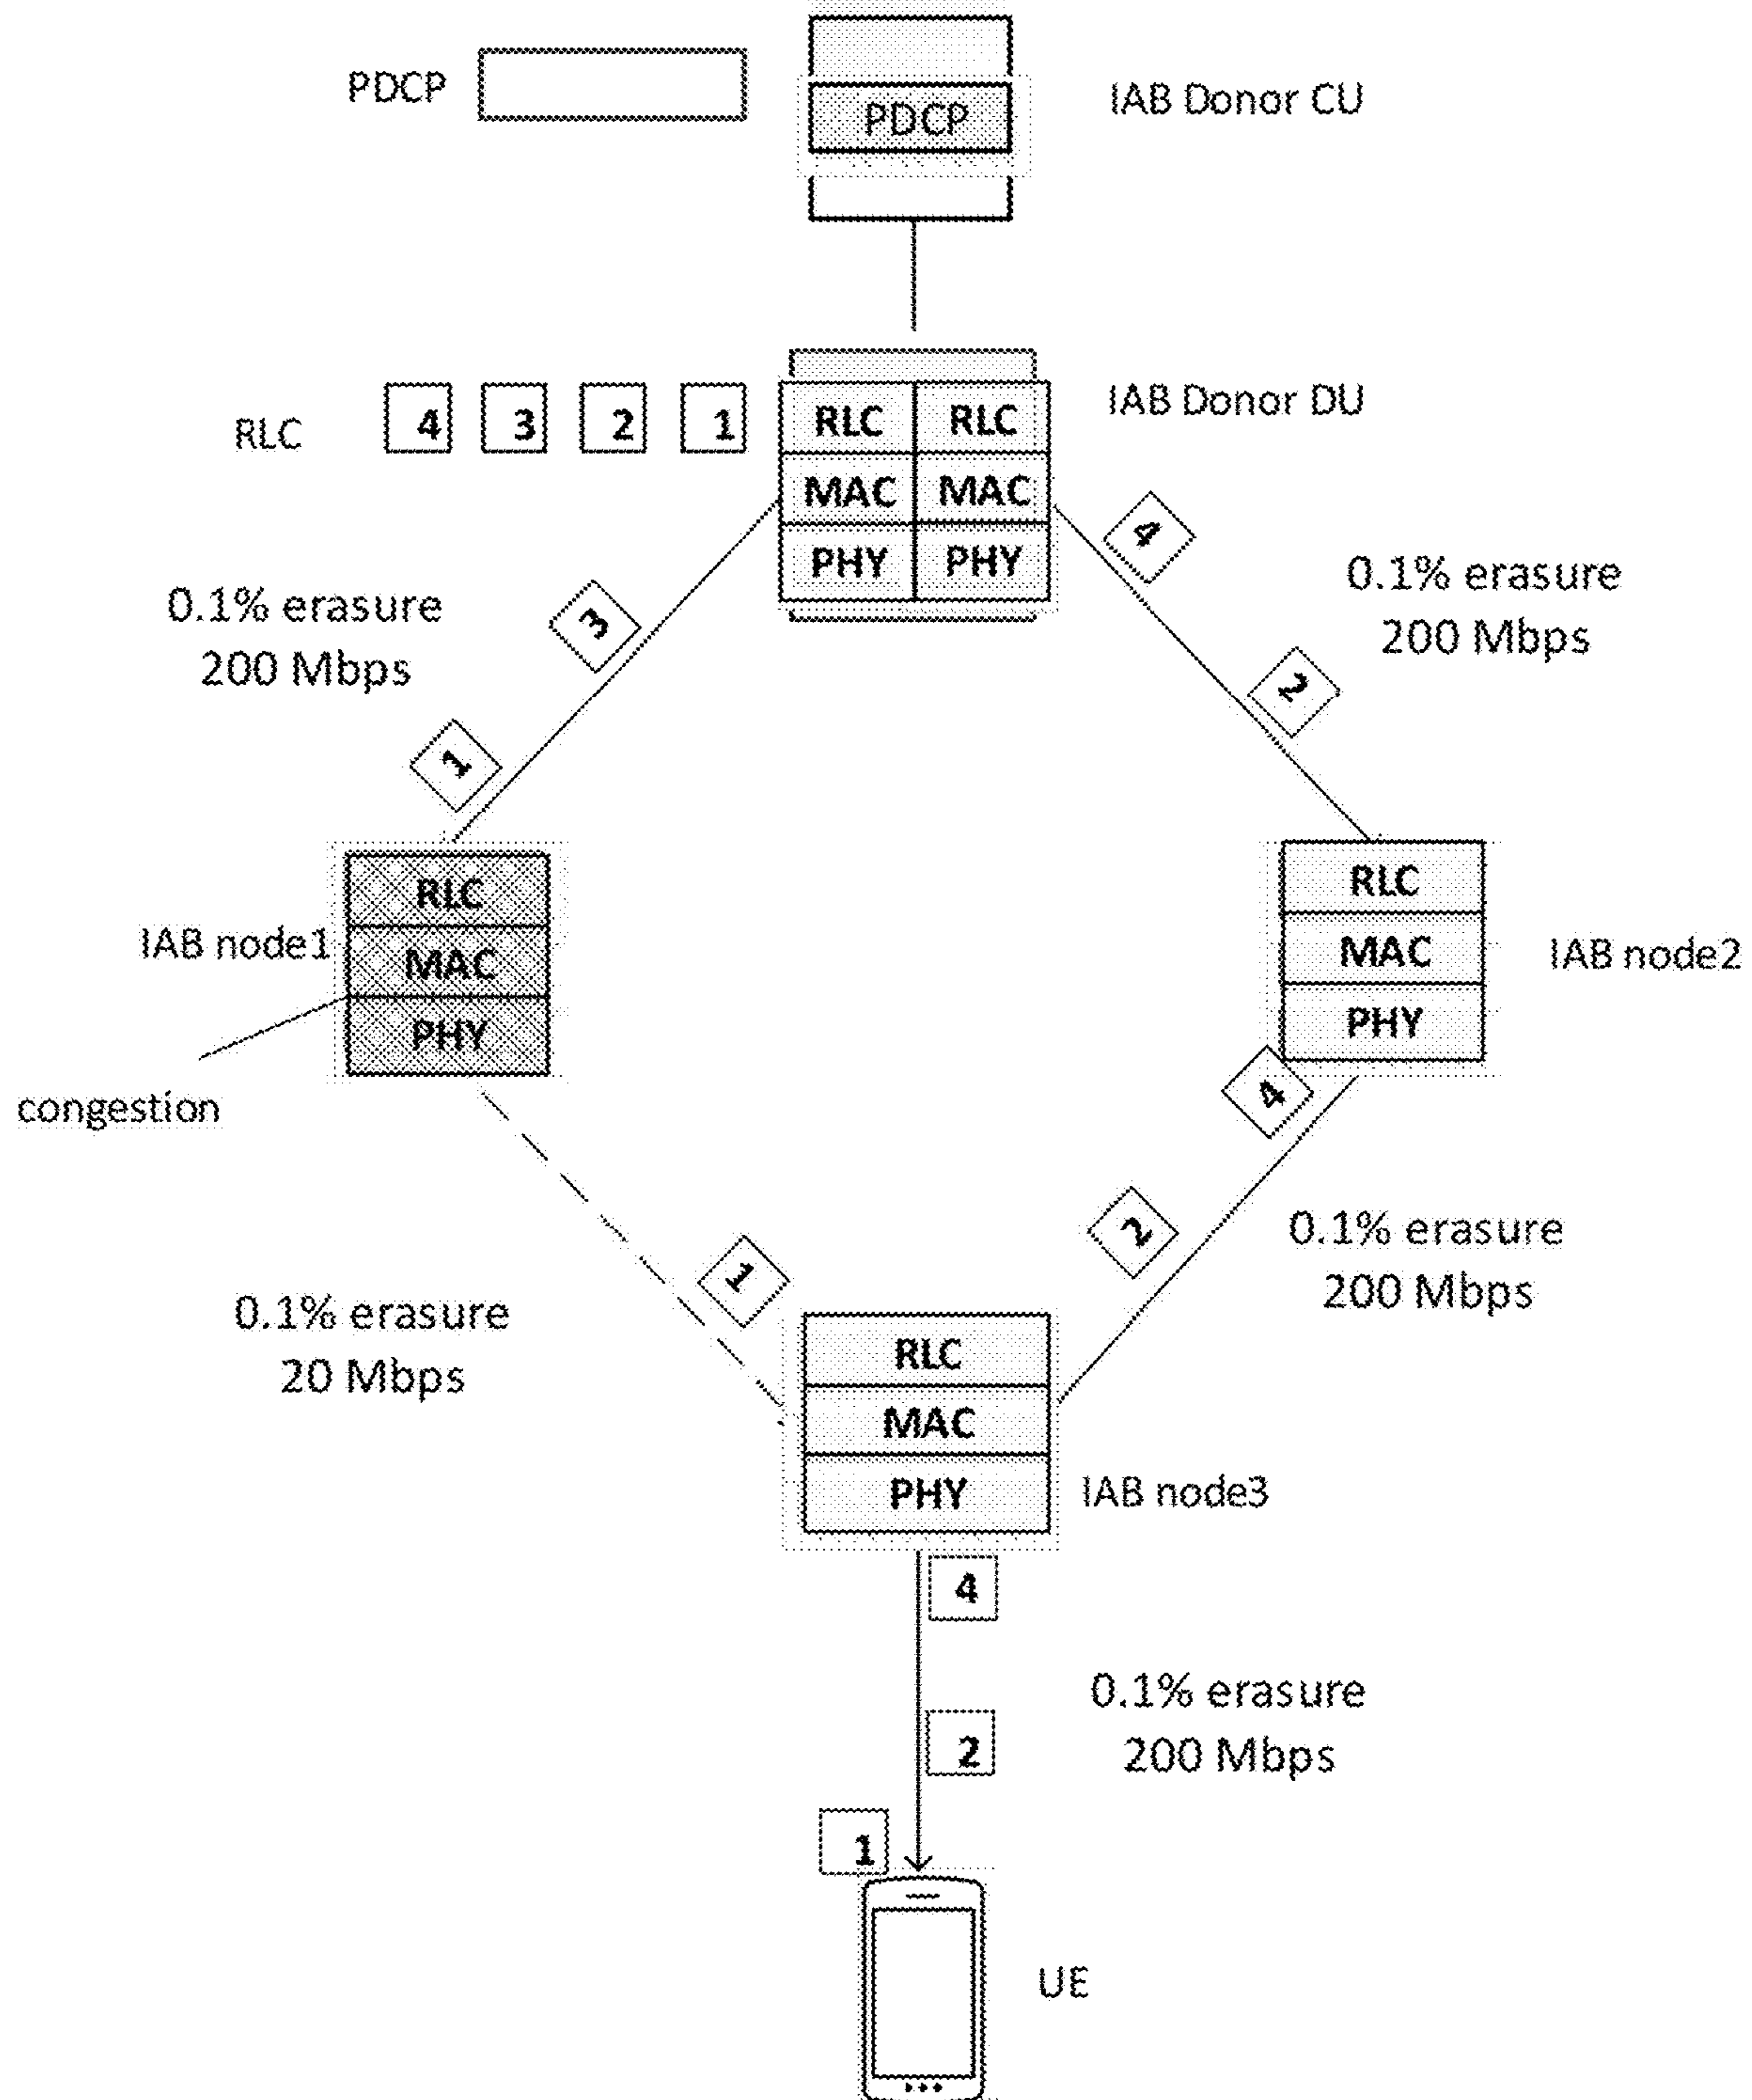 PDCP
PDCP
IAB Donor CU
RLC
4 3 2 1
RLC RLC
MAC MAC
PHY PHY
IAB Donor DU
0.1% erasure
200 Mbps
3
1
4
2
0.1% erasure
200 Mbps
IAB node1
RLC
MAC
PHY
congestion
RLC
MAC
PHY
IAB node2
0.1% erasure
20 Mbps
1
4
2
0.1% erasure
200 Mbps
RLC
MAC
PHY
IAB node3
4
2
1
0.1% erasure
200 Mbps
UE